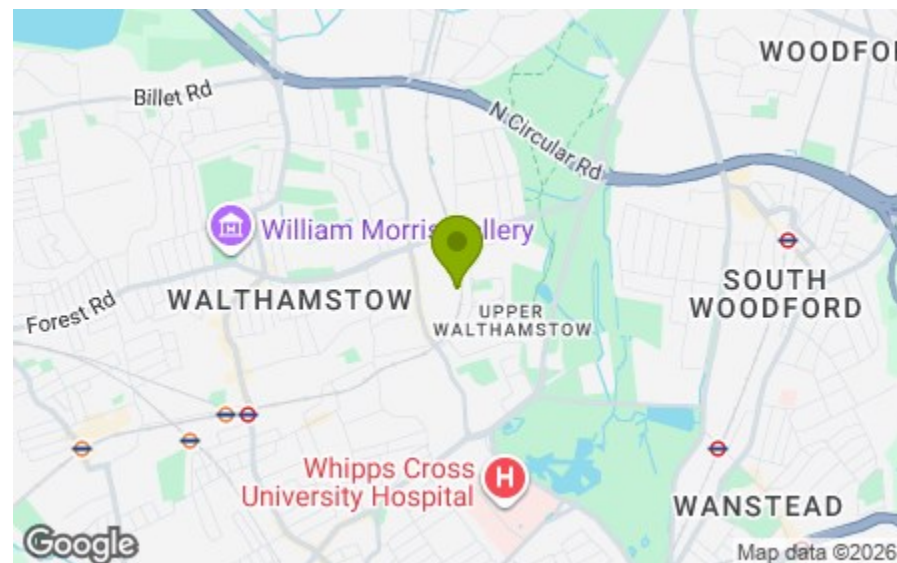 WOODFO
Billet Rd
N Circular Rd
William Morris
llery
SOUTH
WOODFORD
WALTHAMSTOW
UPPER
WALTHAMSTOW
Forest Rd
Whipps Cross
University Hospital
H
WANSTEAD
Google
Map data ©2026